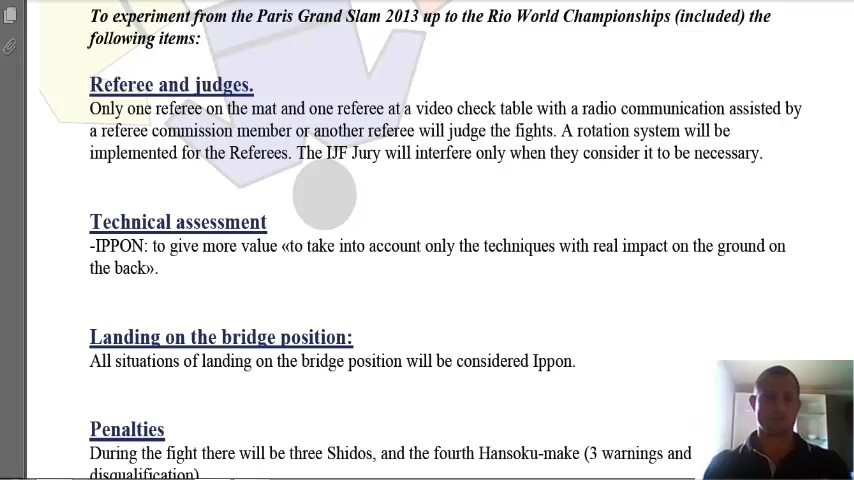 To experiment from the Paris Grand Slam 2013 up to the Rio World Championships (included) the
following items:
Referee and judges.
Only one referee on the mat and one referee at a video check table with a radio communication assisted by
a referee commission member or another referee will judge the fights. A rotation system will be
implemented for the Referees. The IJF Jury will interfere only when they consider it to be necessary.
Technical assessment
-IPPON: to give more value «to take into account only the techniques with real impact on the ground on
the back».
Landing on the bridge position:
All situations of landing on the bridge position will be considered Ippon.
Penalties
During the fight there will be three Shidos, and the fourth Hansoku-make (3 warnings and
disqualification)